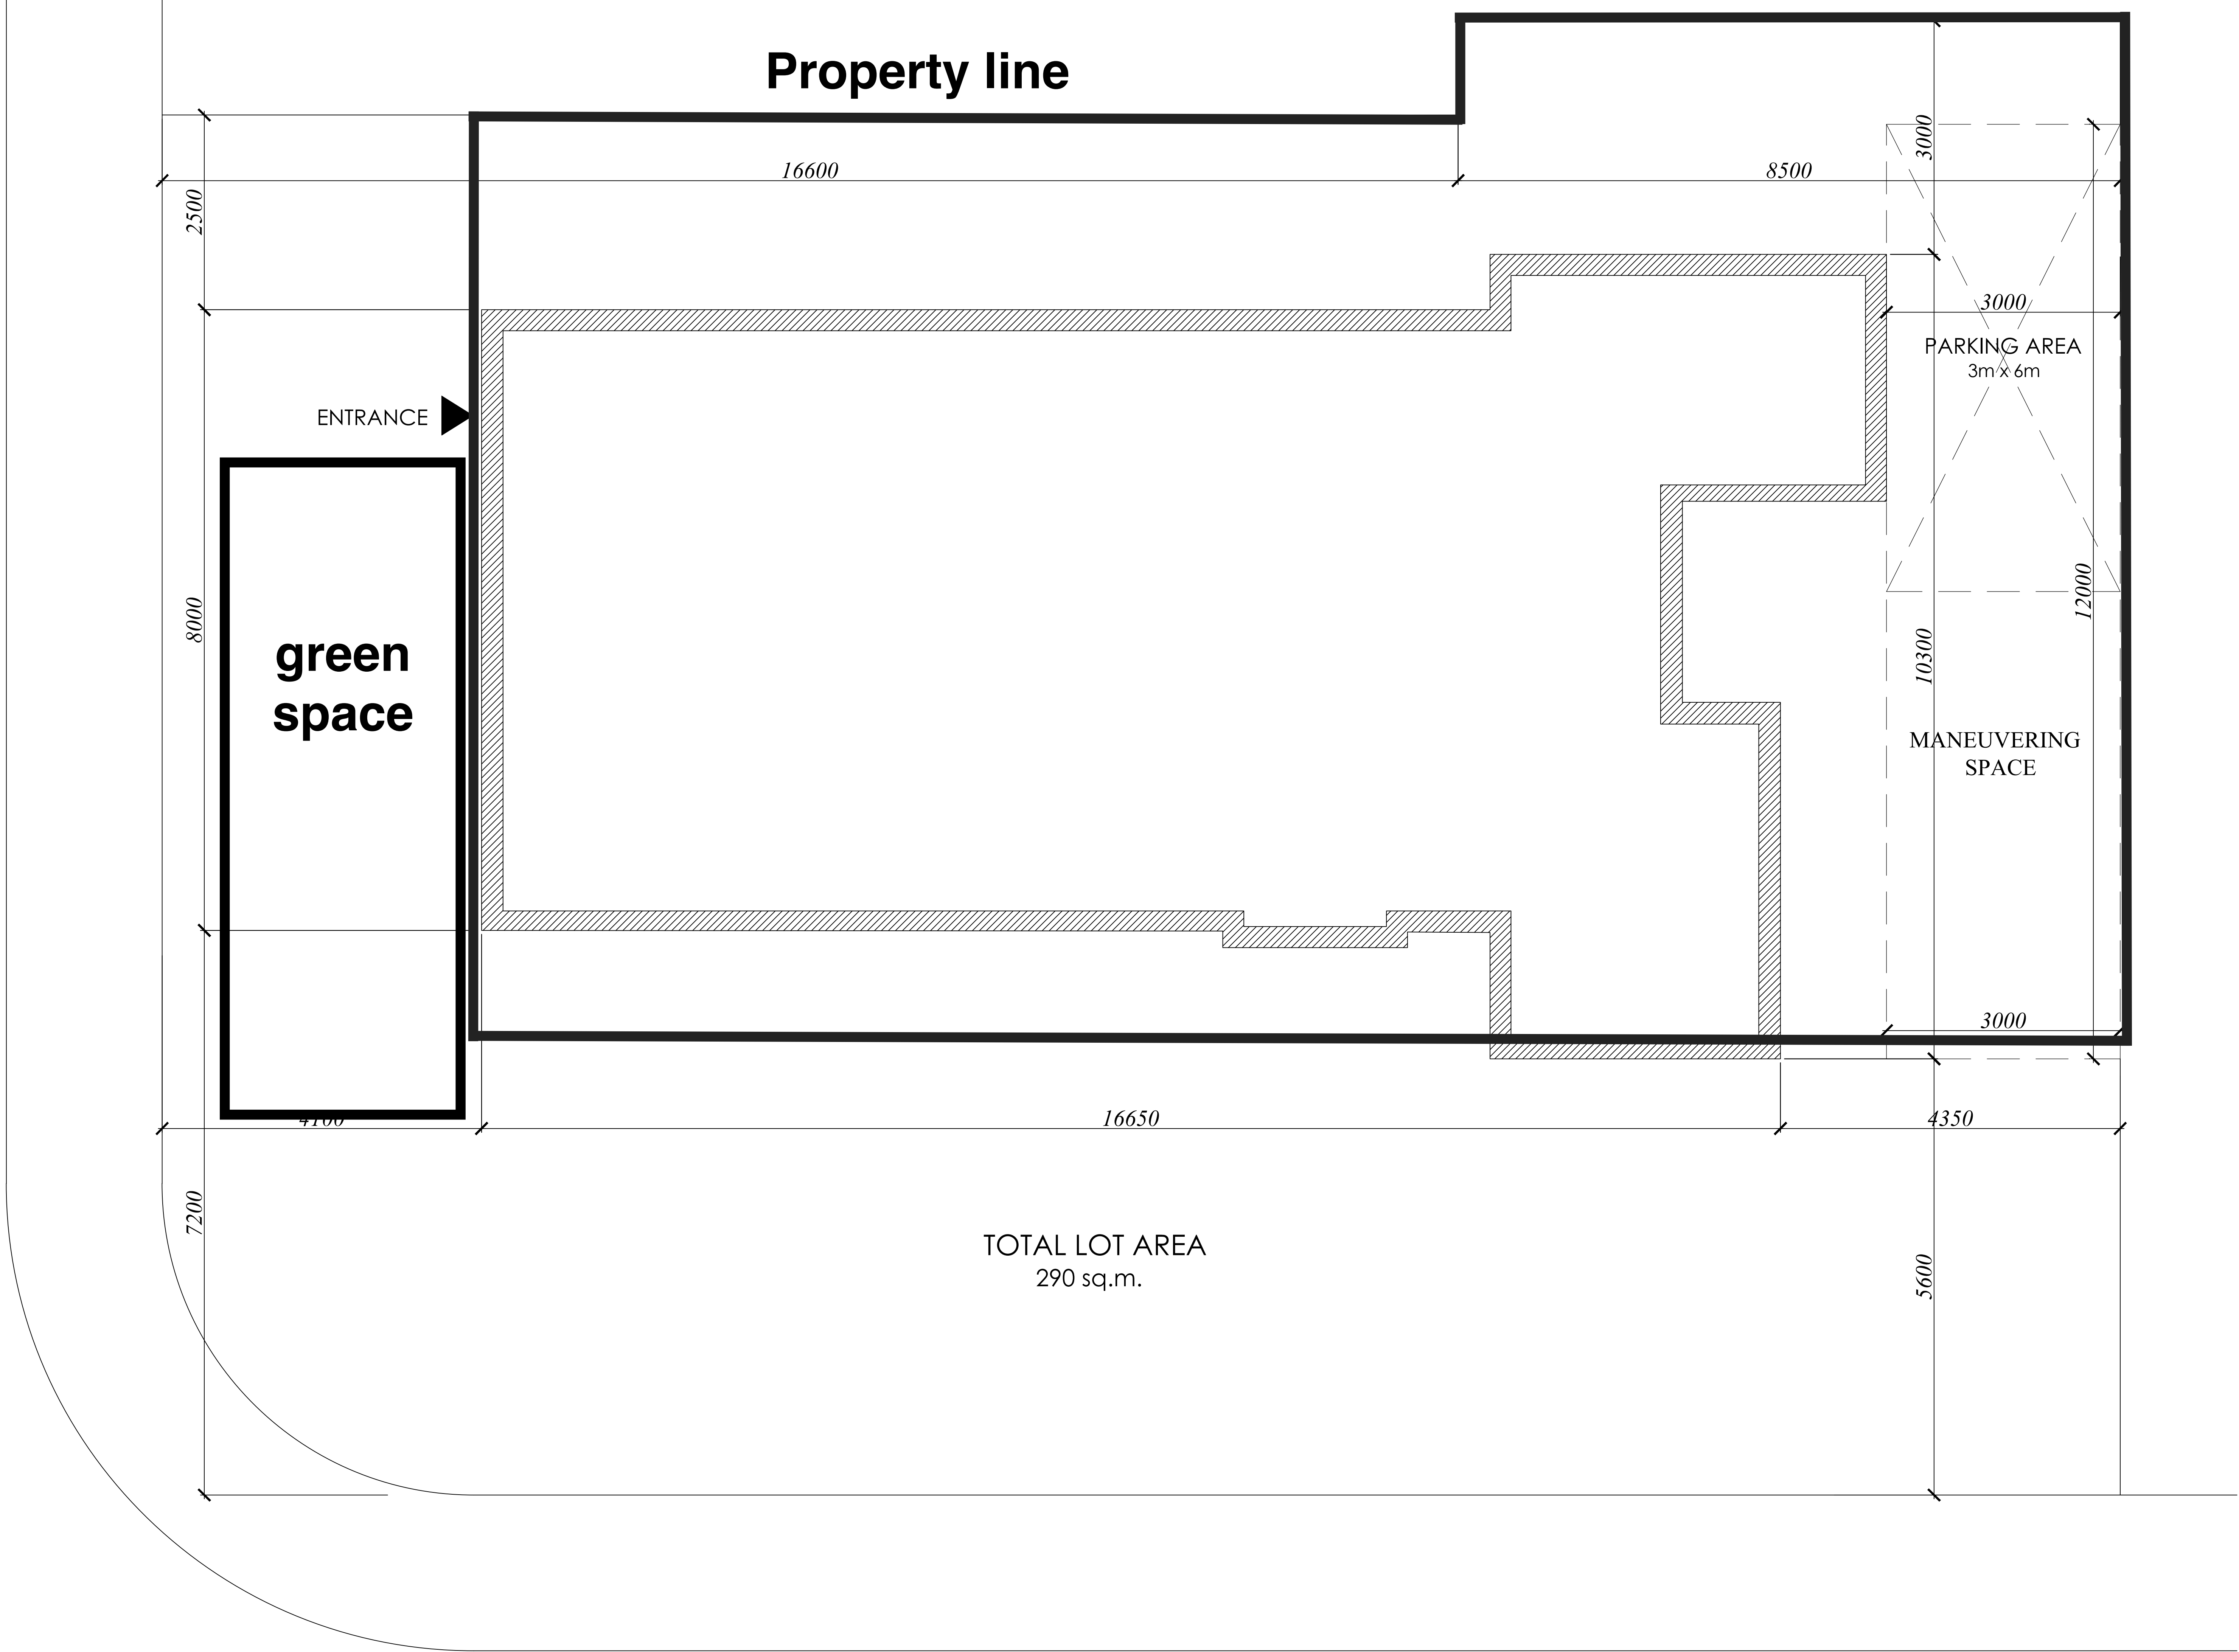 Property line
16600
8500
3000
2500
3000
PARKING AREA
3m x 6m
ENTRANCE
8000
green
space
12000
10300
MANEUVERING
SPACE
3000
4100
16650
4350
7200
TOTAL LOT AREA
290 sq.m.
5600